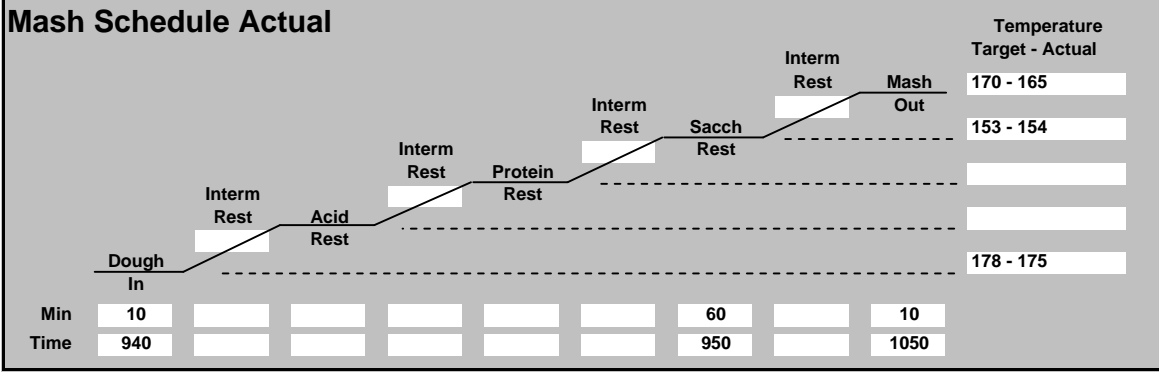 Mash Schedule Actual
Temperature
Target - Actual
Interm
Rest
Mash
Out
170 - 165
Interm
Rest
Sacch
Rest
153 - 154
Interm
Rest
Protein
Rest
Interm
Rest
Acid
Rest
Dough
In
178 - 175
Min 10 60 10
Time 940 950 1050